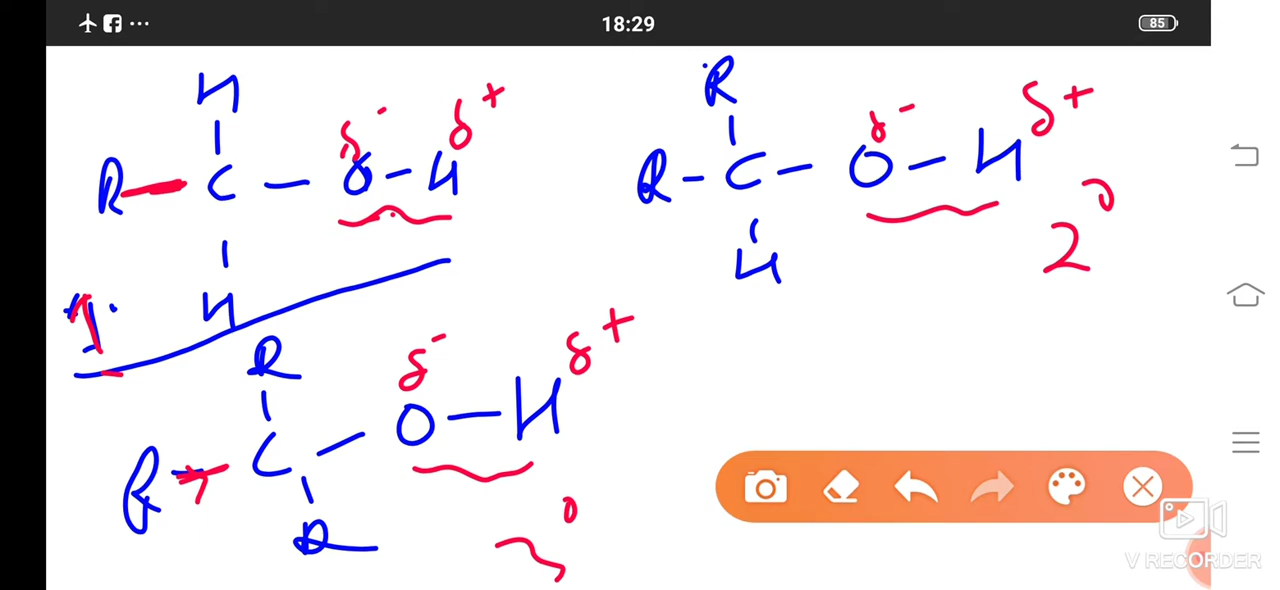 18:29
85
H
δ- δ+
R — C — O — H
H
1°
R
δ- δ+
R - C - O - H
H
2°
R
δ- δ+
R - C - O - H
R
3°
V RECORDER